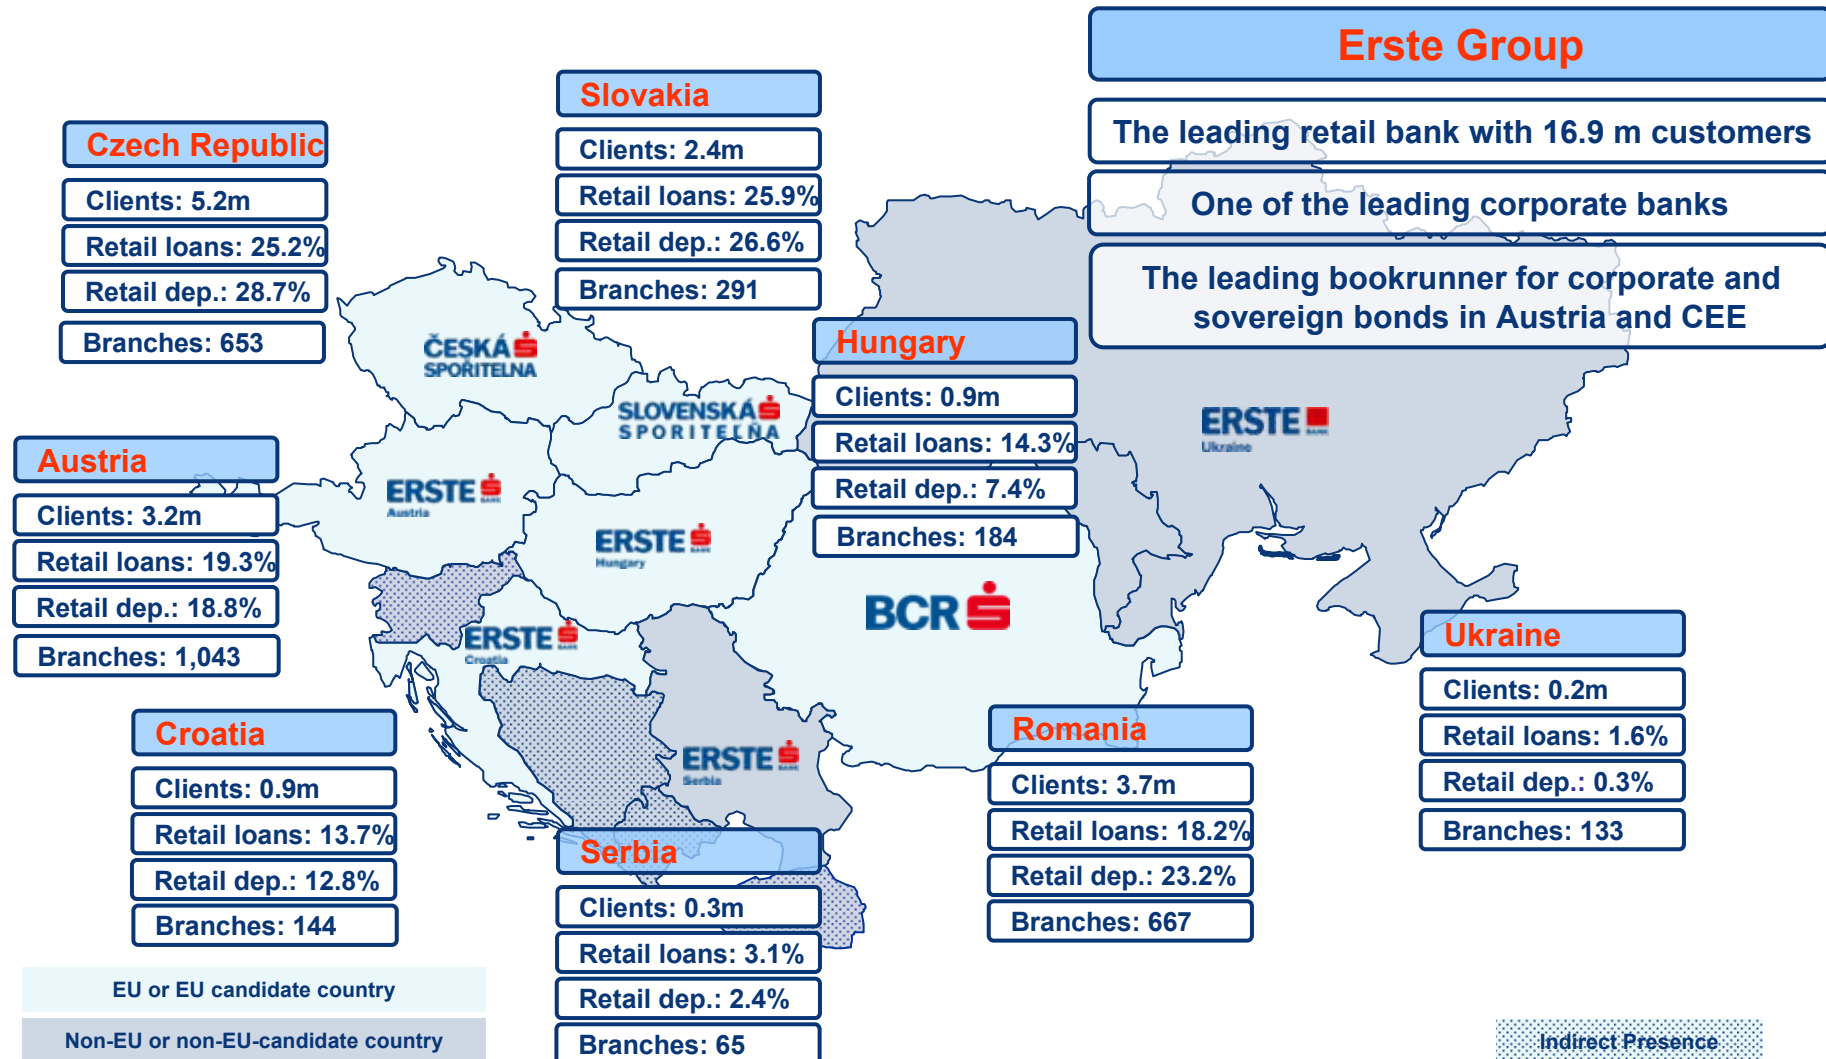 Erste Group
The leading retail bank with 16.9 m customers
One of the leading corporate banks
The leading bookrunner for corporate and
sovereign bonds in Austria and CEE
Slovakia
Clients: 2.4m
Retail loans: 25.9%
Retail dep.: 26.6%
Branches: 291
Czech Republic
Clients: 5.2m
Retail loans: 25.2%
Retail dep.: 28.7%
Branches: 653
ČESKÁ
SPOŘITELNA
SLOVENSKÁ
SPORITEĽŇA
Hungary
Clients: 0.9m
Retail loans: 14.3%
Retail dep.: 7.4%
Branches: 184
ERSTE
BANK
Ukraine
Austria
Clients: 3.2m
Retail loans: 19.3%
Retail dep.: 18.8%
Branches: 1,043
ERSTE
BANK
Austria
ERSTE
BANK
Hungary
BCR
ERSTE
BANK
Croatia
ERSTE
BANK
Serbia
Ukraine
Clients: 0.2m
Retail loans: 1.6%
Retail dep.: 0.3%
Branches: 133
Croatia
Clients: 0.9m
Retail loans: 13.7%
Retail dep.: 12.8%
Branches: 144
Romania
Clients: 3.7m
Retail loans: 18.2%
Retail dep.: 23.2%
Branches: 667
Serbia
Clients: 0.3m
Retail loans: 3.1%
Retail dep.: 2.4%
Branches: 65
EU or EU candidate country
Non-EU or non-EU-candidate country
Indirect Presence